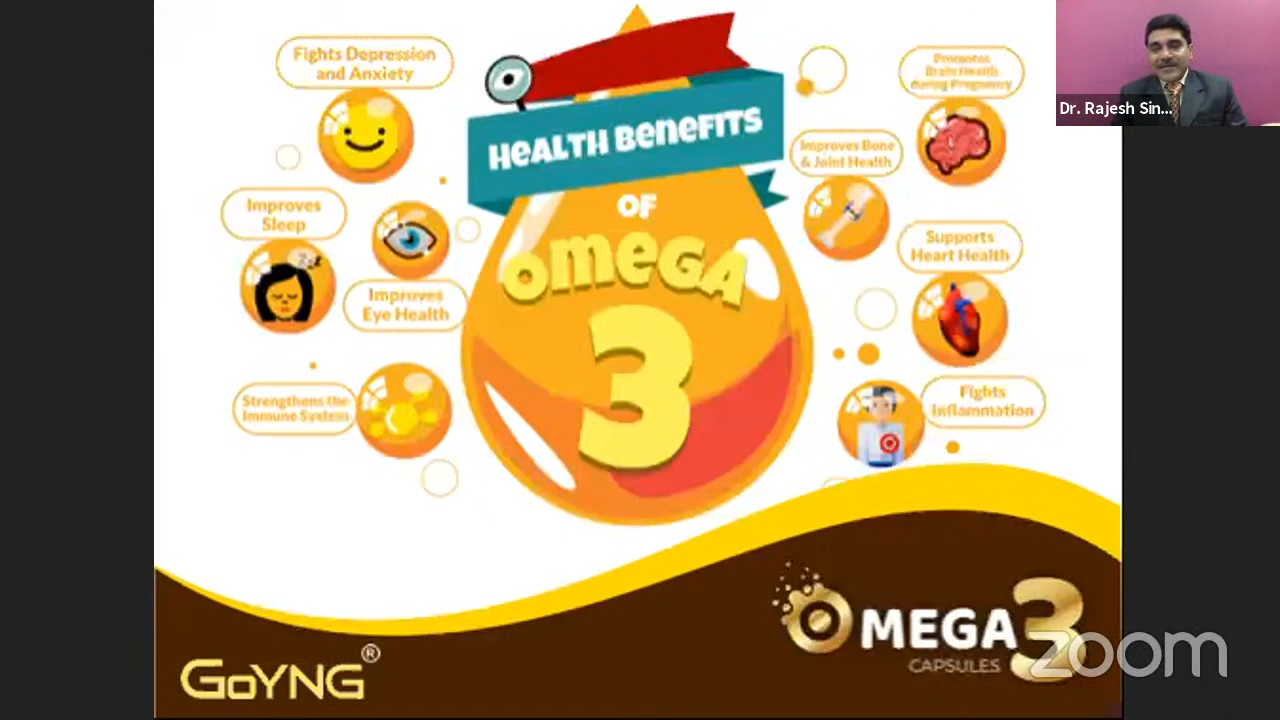 Fights Depression
and Anxiety
Improves
Sleep
Improves
Eye Health
Strengthens the
Immune System
HEALTH BENEFITS
OF
OMEGA
3
Promotes
Brain Health
during Pregnancy
Improves Bone
& Joint Health
Supports
Heart Health
Fights
Inflammation
Dr. Rajesh Sin...
GOYNG®
OMEGA3
CAPSULES
zoom